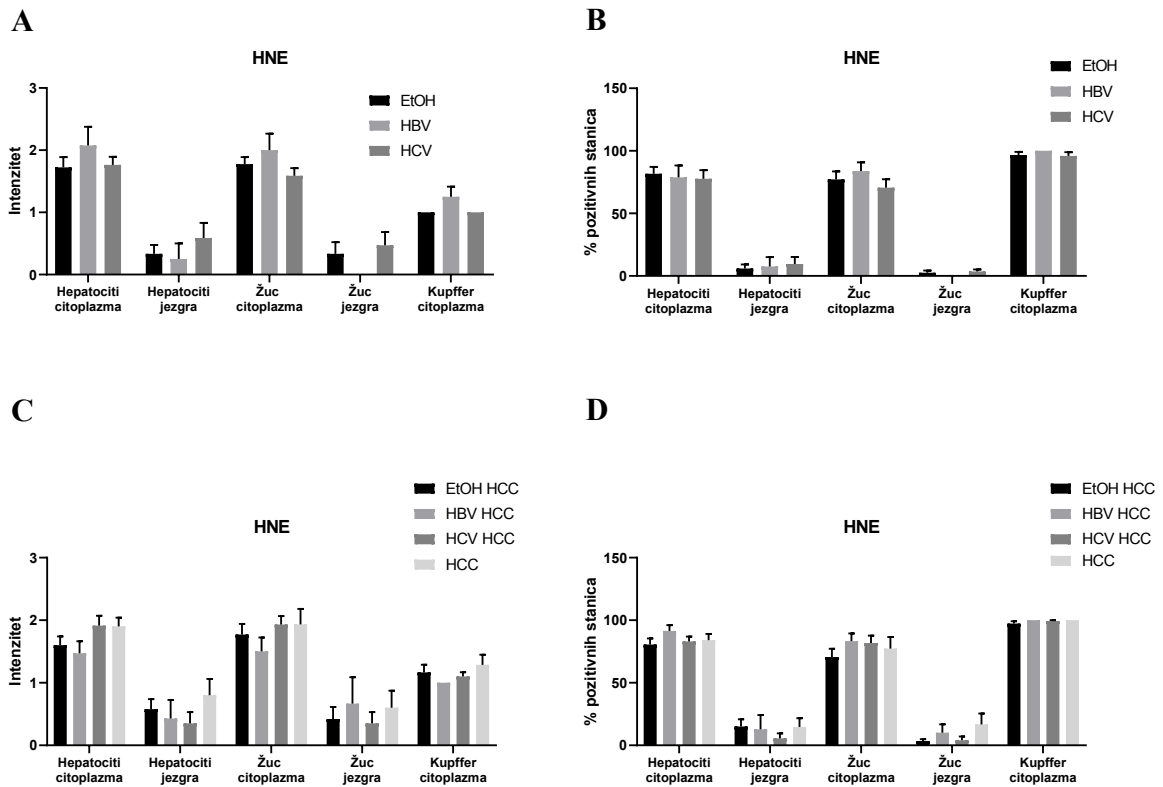 A
HNE
EtOH
HBV
HCV
Intenzitet
3
2
1
0
Hepatociti
citoplazma
Hepatociti
jezgra
Žuc
citoplazma
Žuc
jezgra
Kupffer
citoplazma
B
HNE
EtOH
HBV
HCV
% pozitivnih stanica
150
100
50
0
Hepatociti
citoplazma
Hepatociti
jezgra
Žuc
citoplazma
Žuc
jezgra
Kupffer
citoplazma
C
HNE
EtOH HCC
HBV HCC
HCV HCC
HCC
Intenzitet
3
2
1
0
Hepatociti
citoplazma
Hepatociti
jezgra
Žuc
citoplazma
Žuc
jezgra
Kupffer
citoplazma
D
HNE
EtOH HCC
HBV HCC
HCV HCC
HCC
% pozitivnih stanica
150
100
50
0
Hepatociti
citoplazma
Hepatociti
jezgra
Žuc
citoplazma
Žuc
jezgra
Kupffer
citoplazma